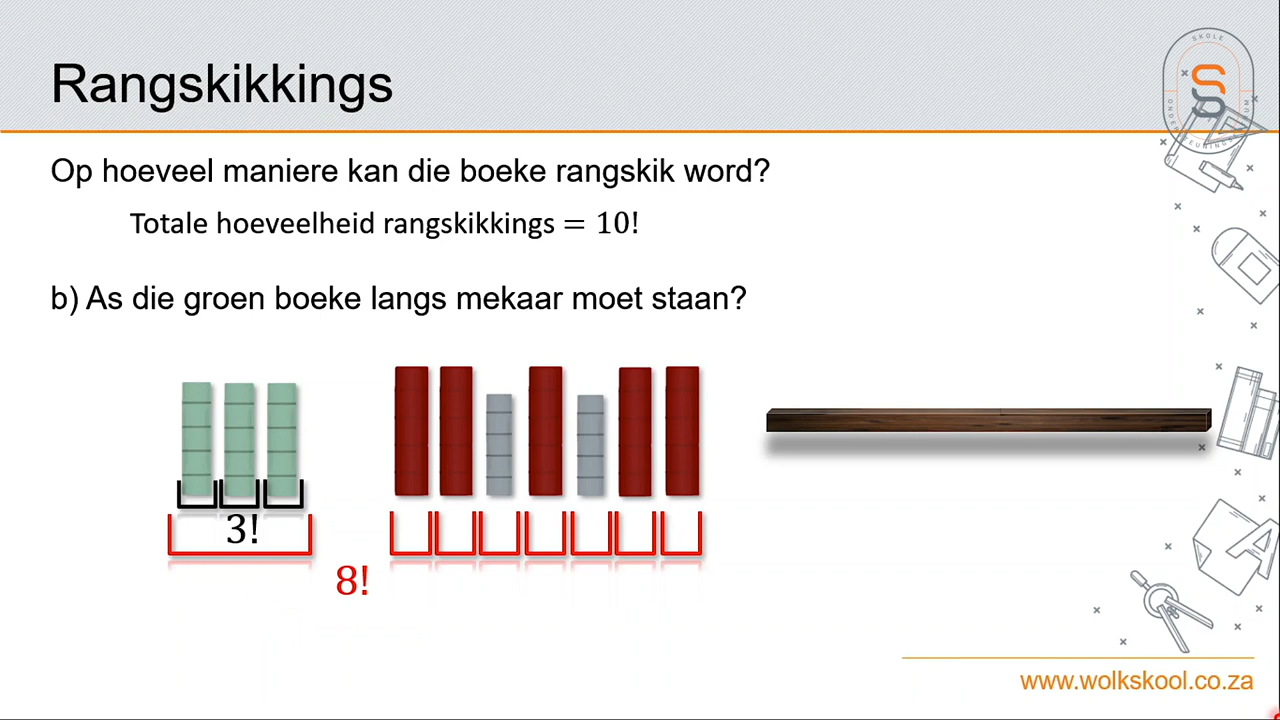 Rangskikkings
Op hoeveel maniere kan die boeke rangskik word?
Totale hoeveelheid rangskikkings = 10!
b) As die groen boeke langs mekaar moet staan?
3!
8!
www.wolkskool.co.za
SKOLE